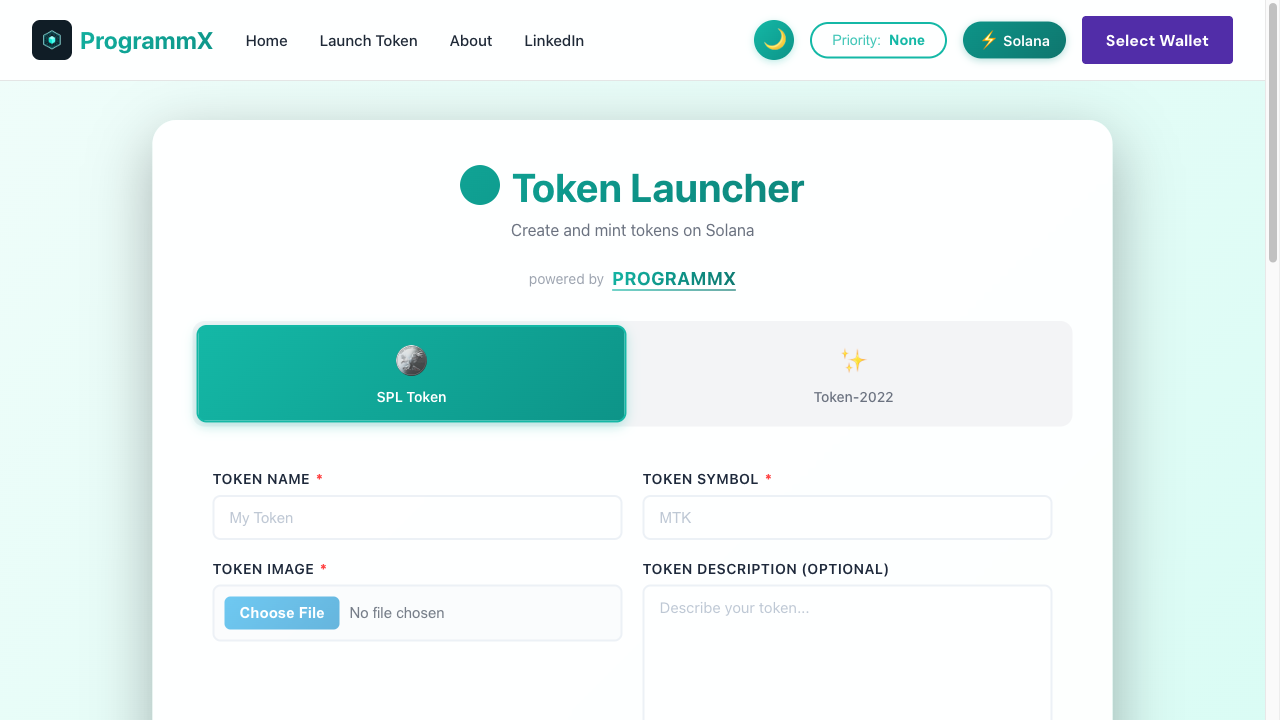 ProgrammX Home Launch Token About LinkedIn Priority: None Solana Select Wallet
Token Launcher
Create and mint tokens on Solana
powered by PROGRAMMX
SPL Token Token-2022
TOKEN NAME * TOKEN SYMBOL *
My Token MTK
TOKEN IMAGE * TOKEN DESCRIPTION (OPTIONAL)
Choose File No file chosen Describe your token...